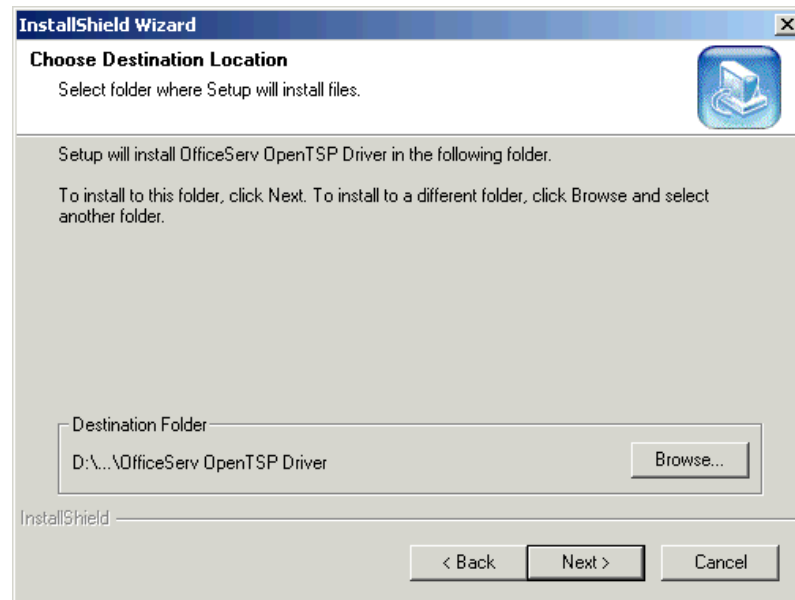 InstallShield Wizard
Choose Destination Location
Select folder where Setup will install files.
Setup will install OfficeServ OpenTSP Driver in the following folder.
To install to this folder, click Next. To install to a different folder, click Browse and select
another folder.
Destination Folder
D:\...\OfficeServ OpenTSP Driver
Browse...
InstallShield
< Back
Next >
Cancel